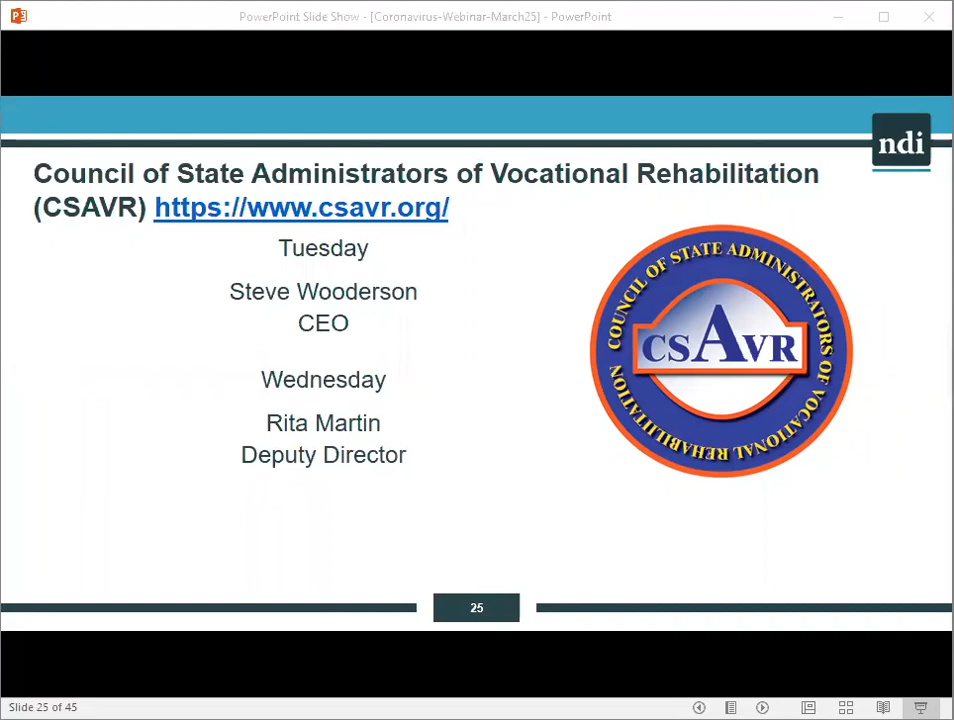 PowerPoint Slide Show - [Coronavirus-Webinar-March25] - PowerPoint
ndi
Council of State Administrators of Vocational Rehabilitation
(CSAVR) https://www.csavr.org/
Tuesday
Steve Wooderson
CEO
Wednesday
Rita Martin
Deputy Director
COUNCIL OF STATE ADMINISTRATORS OF VOCATIONAL REHABILITATION
CSAVR
25
Slide 25 of 45